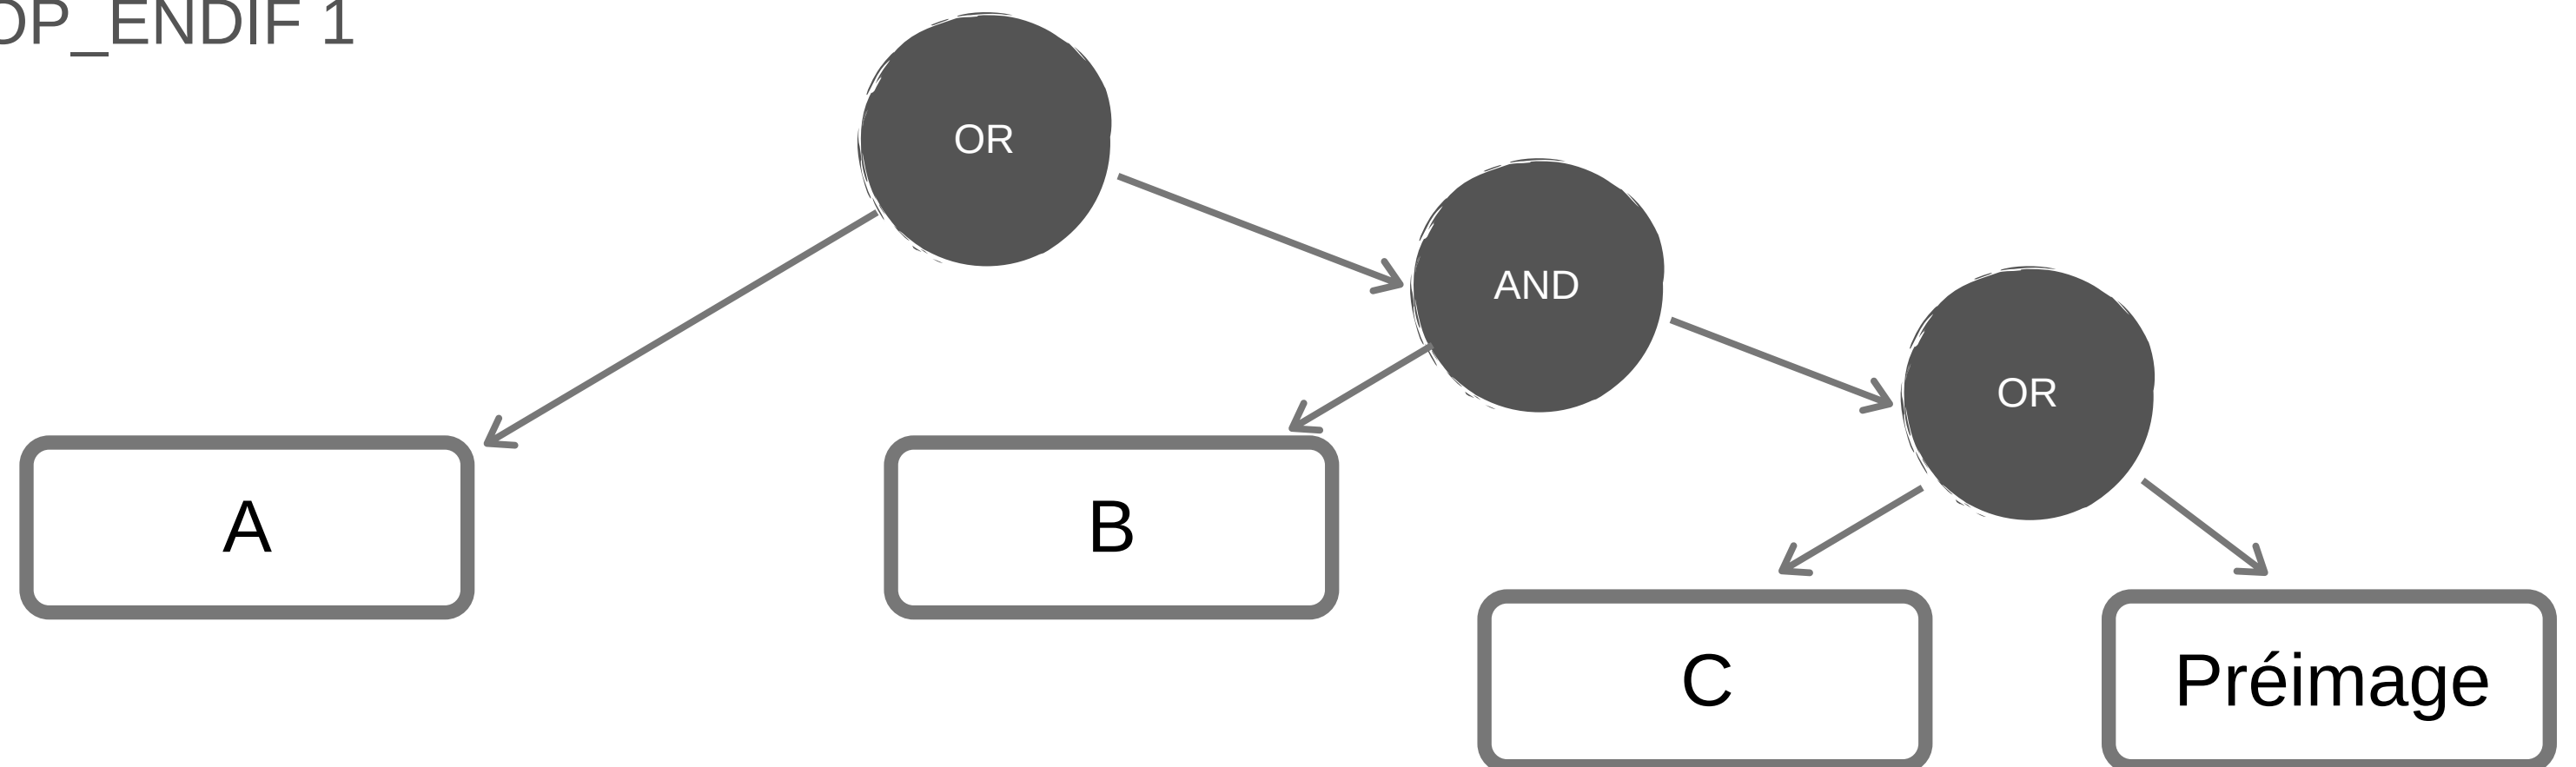 OP_ENDIF 1
OR
AND
OR
A
B
C
Préimage